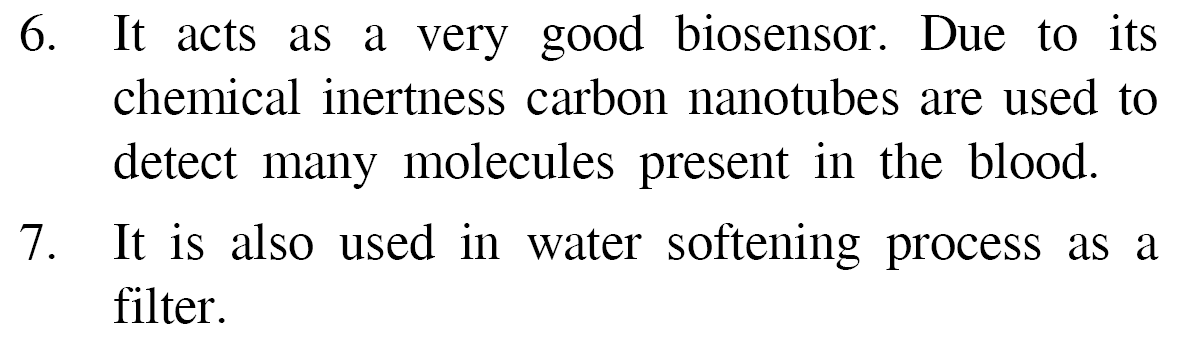 6. It acts as a very good biosensor. Due to its
chemical inertness carbon nanotubes are used to
detect many molecules present in the blood.
7. It is also used in water softening process as a
filter.